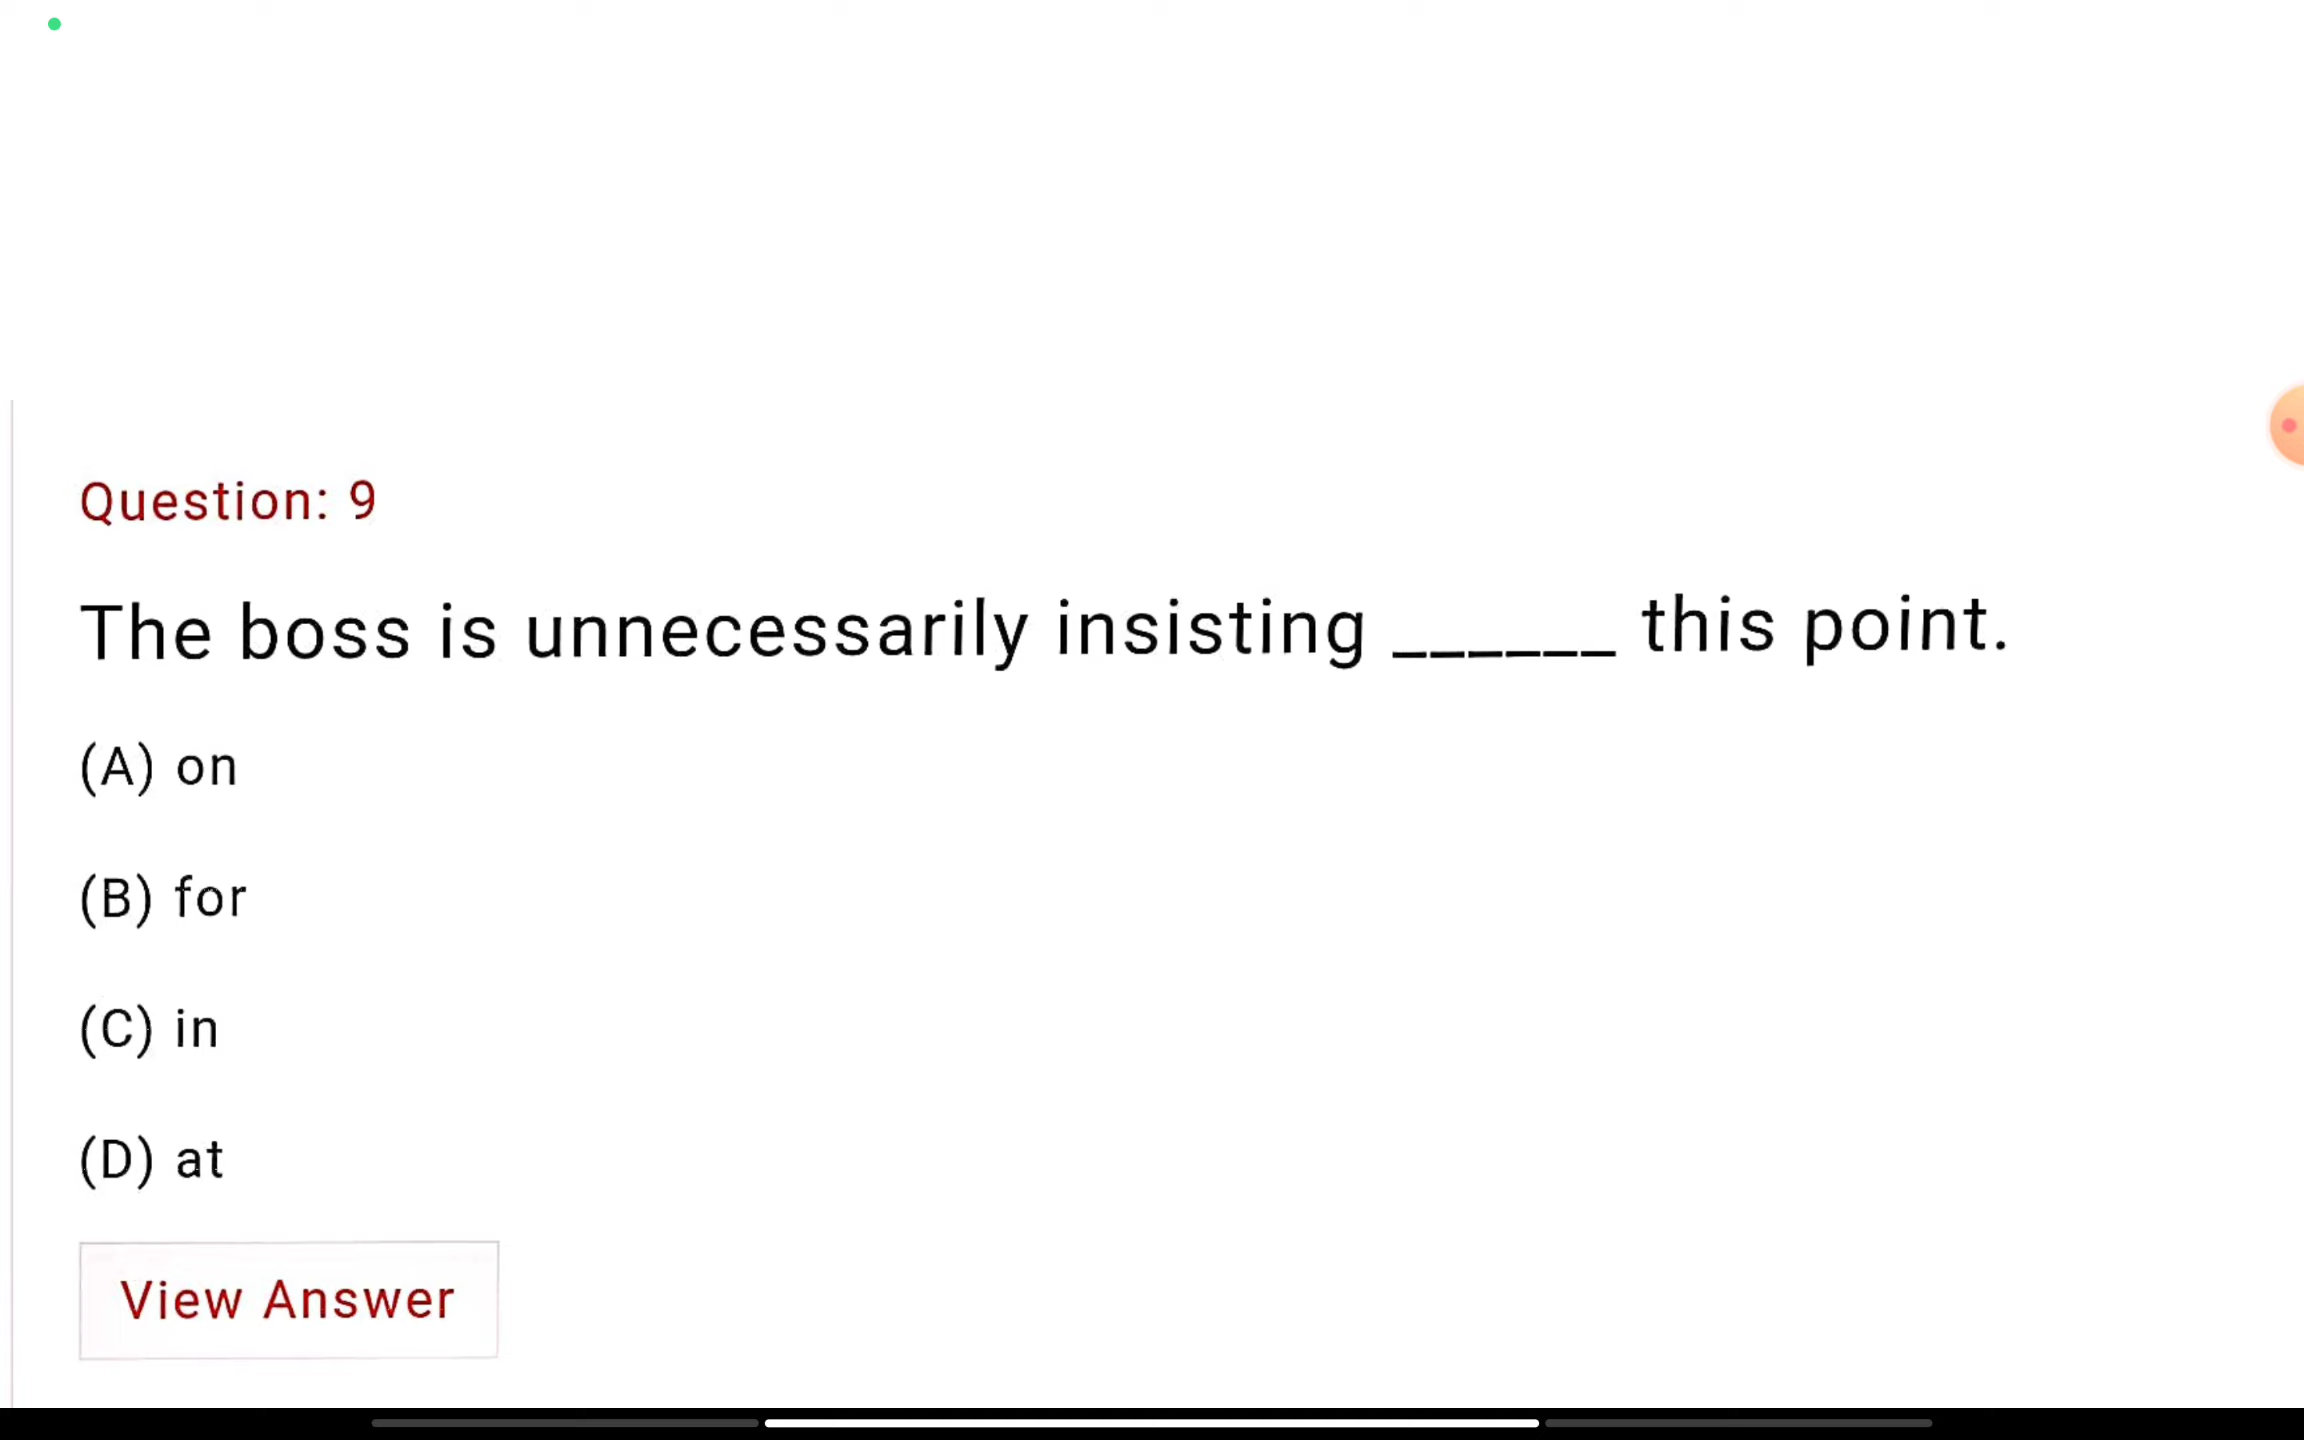 Question: 9
The boss is unnecessarily insisting ______ this point.
(A) on
(B) for
(C) in
(D) at
View Answer